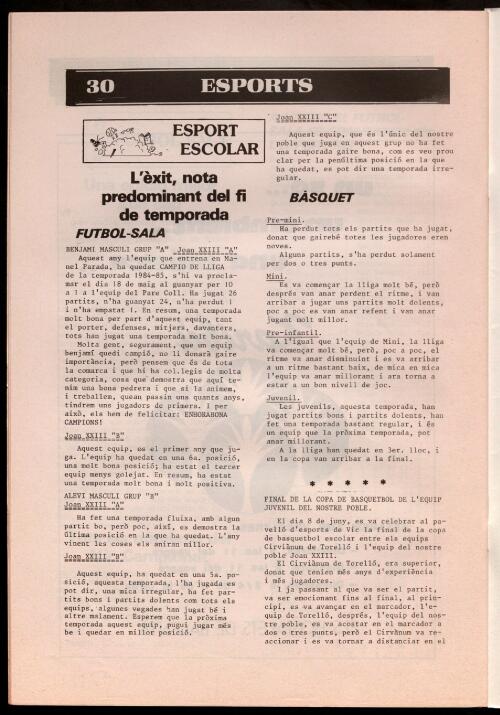 30 ESPORTS
ESPORT
ESCOLAR
L'èxit, nota
predominant del fi
de temporada
FUTBOL-SALA
BENJAMI MASCULI GRUP "A" Joan XXIII "A"
Aquest any l'equip que entrena en Ma-
nel Parada, ha quedat CAMPIO DE LLIGA
de la temporada 1984-85, s'hi va procla-
mar el dia 18 de maig al guanyar per 10
a 1 a l'equip del Pare Coll. Ha jugat 26
partits, n'ha guanyat 24, n'ha perdut 1
i n'ha empatat 1. En resum, una temporada
molt bona per part d'aquest equip, tant
el porter, defenses, mitjers, davanters,
tots han jugat una temporada molt bona.
Molta gent, segurament, que un equip
benjamí quedi campió, no li donarà gaire
importància, però pensem que és de tota
la comarca i que hi ha col.legis de molta
categoria, cosa que demostra que aquí te-
nim una bona pedrera i que si la animem,
i treballem, quean passin uns quants anys,
tindrem uns jugadors de primera. I per
això, els hem de felicitar: ENHORABONA
CAMPIONS!
Joan XXIII "B"
Aquest equip, es el primer any que ju-
ga. L'equip ha quedat en una 6a. posició,
una molt bona posició; ha estat el tercer
equip menys golejat. En resum, ha estat
una temporada molt bona i molt positiva.
ALEVI MASCULI GRUP "B"
Joan XXIII "A"
Ha fet una temporada fluixa, amb algun
partit bo, però poc, així, es demostra la
última posició en la que ha quedat. L'any
vinent les coses els aniran millor.
Joan XXIII "B"
Aquest equip, ha quedat en una 5a. po-
sició, aquesta temporada, l'ha jugada es
pot dir, una mica irregular, ha fet par-
tits bons i partits dolents com tots els
equips, algunes vegades han jugat bé i
altre malament. Esperem que la pròxima
temporada aquest equip, pugui jugar més
bé i quedar en millor posició.
Joan XXIII "C"
Aquest equip, que és l'únic del nostre
poble que juga en aquest grup no ha fet
una temporada gaire bona, com es veu prou
clar per la penúltima posició en la que
ha quedat, es pot dir una temporada irre-
gular.
BÀSQUET
Pre-mini.
Ha perdut tots els partits que ha jugat,
donat que gairebé totes les jugadores eren
noves.
Alguns partits, s'ha perdut solament
per dos o tres punts.
Mini.
Es va començar la lliga molt bé, però
després van anar perdent el ritme, i van
arribar a jugar uns partits molt dolents,
poc a poc es van anar refent i van anar
jugant molt millor.
Pre-infantil.
A l'igual que l'equip de Mini, la lliga
va començar molt bé, però, poc a poc, el
ritme va anar disminuint i es va arribar
a un ritme bastant baix, de mica en mica
l'equip va anar millorant i ara torna a
estar a un bon nivell de joc.
Juvenil.
Les juvenils, aquesta temporada, han
jugat partits bons i partits dolents, han
fet una temporada bastant regular, i és
un equip que la pròxima temporada, pot
anar millorant.
A la lliga han quedat en 3er. lloc, i
en la copa van arribar a la final.
* * * * *
FINAL DE LA COPA DE BASQUETBOL DE L'EQUIP
JUVENIL DEL NOSTRE POBLE.
El dia 8 de juny, es va celebrar al pa-
velló d'esports de Vic la final de la copa
de basquetbol escolar entre els equips
Cirviànum de Torelló i l'equip del nostre
poble Joan XXIII.
El Cirviànum de Torelló, era superior,
donat que tenien més anys d'experiència
i més jugadors.
I ja passant al que va ser el partit,
va ser emocionant fins al final, al prin-
cipi, es va avançar en el marcador, l'e-
quip de Torelló, després, l'equip del nos-
tre poble, es va acostar en el marcador a
dos o tres punts, però el Cirvànum va re-
accionar i es va tornar a distanciar en el